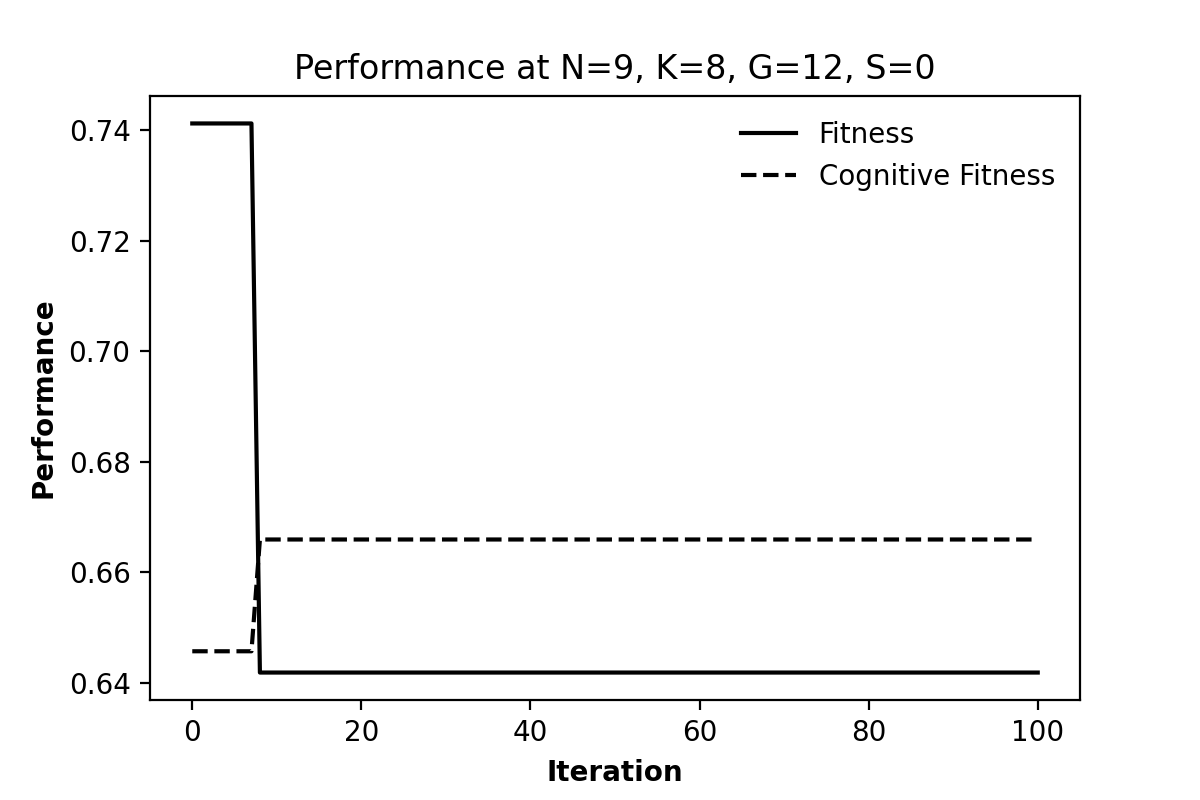 Performance at N=9, K=8, G=12, S=0
Fitness
Cognitive Fitness
Performance
0.74
0.72
0.70
0.68
0.66
0.64
0 20 40 60 80 100
Iteration